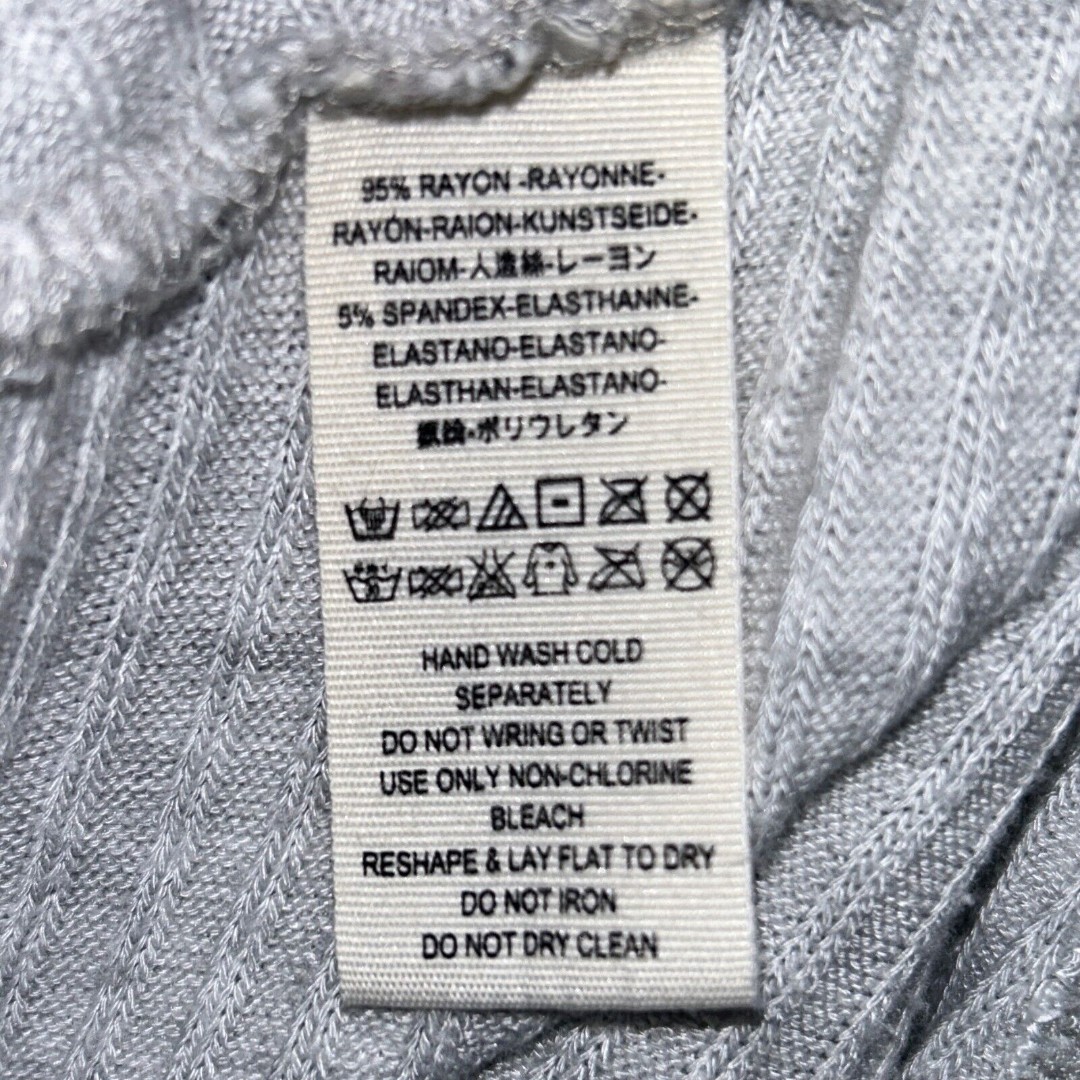 95% RAYON -RAYONNE-
RAYÓN-RAION-KUNSTSEIDE-
RAIOM-人造絲-レーヨン
5% SPANDEX-ELASTHANNE-
ELASTANO-ELASTANO-
ELASTHAN-ELASTANO-
-ポリウレタン
HAND WASH COLD
SEPARATELY
DO NOT WRING OR TWIST
USE ONLY NON-CHLORINE
BLEACH
RESHAPE & LAY FLAT TO DRY
DO NOT IRON
DO NOT DRY CLEAN